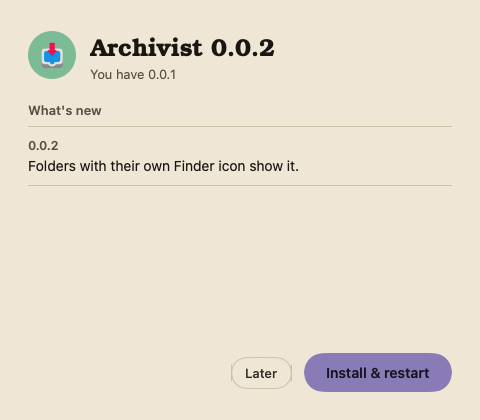 Archivist 0.0.2
You have 0.0.1
What's new
0.0.2
Folders with their own Finder icon show it.
Later
Install & restart